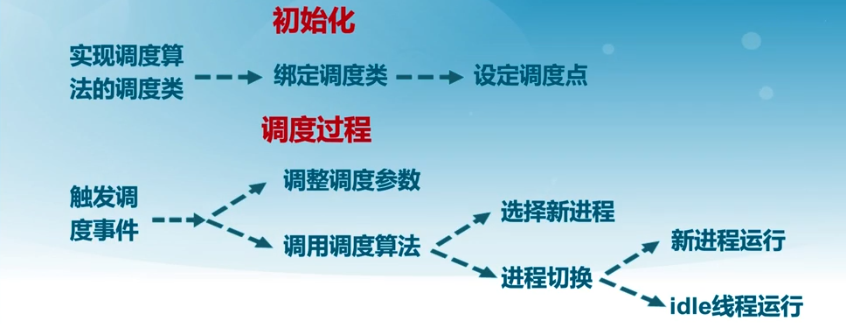 初始化
实现调度算
法的调度类
绑定调度类
设定调度点
调度过程
触发调
度事件
调整调度参数
调用调度算法
选择新进程
进程切换
新进程运行
idle线程运行